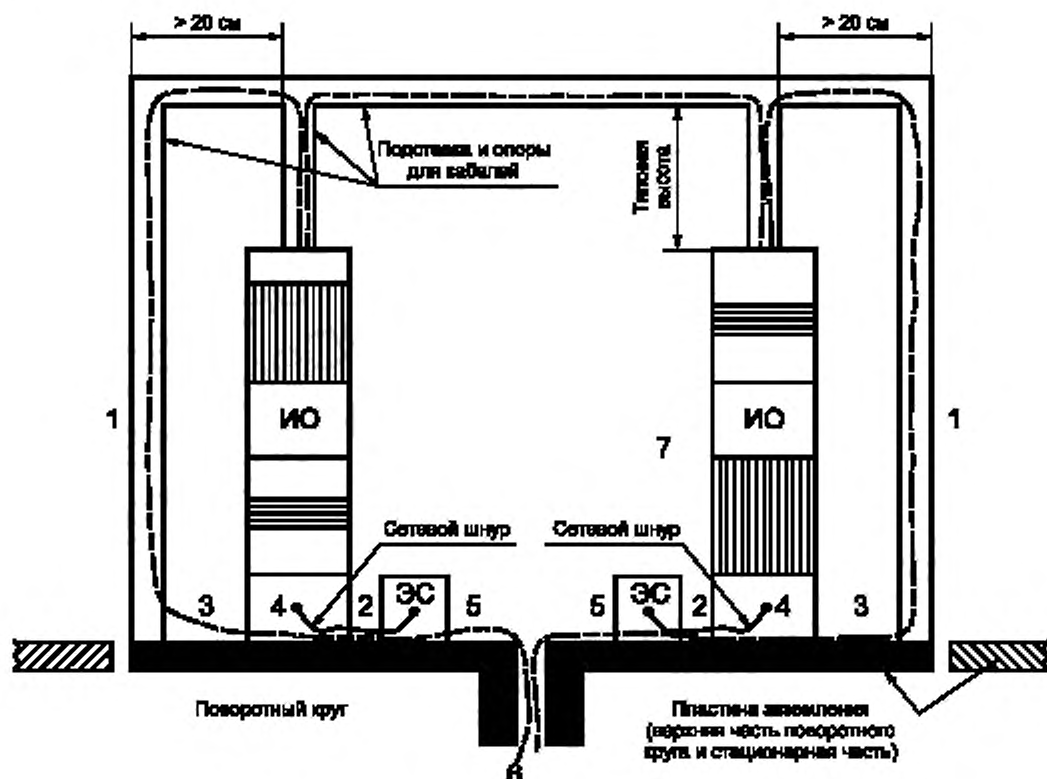 > 20 см
> 20 см
Подставка и опоры
для кабелей
Типовая
высота
1
ИО
ИО
1
7
Сетевой шнур
Сетевой шнур
3
4
2
ЭС
5
5
ЭС
2
4
3
Поворотный круг
Пластина заземления
(верхняя часть поворотного
круга и стационарная часть)
6